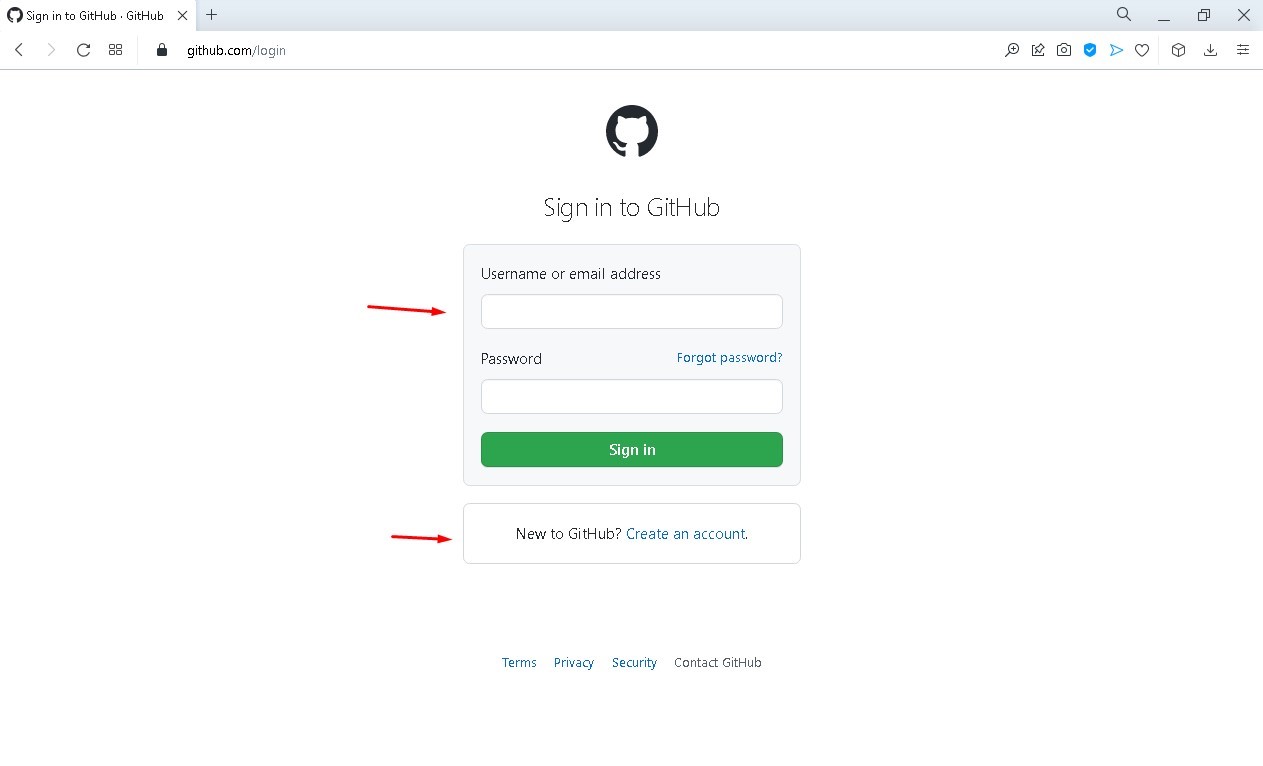 Sign in to GitHub · GitHub
github.com/login
Sign in to GitHub
Username or email address
Password Forgot password?
Sign in
New to GitHub? Create an account.
Terms Privacy Security Contact GitHub